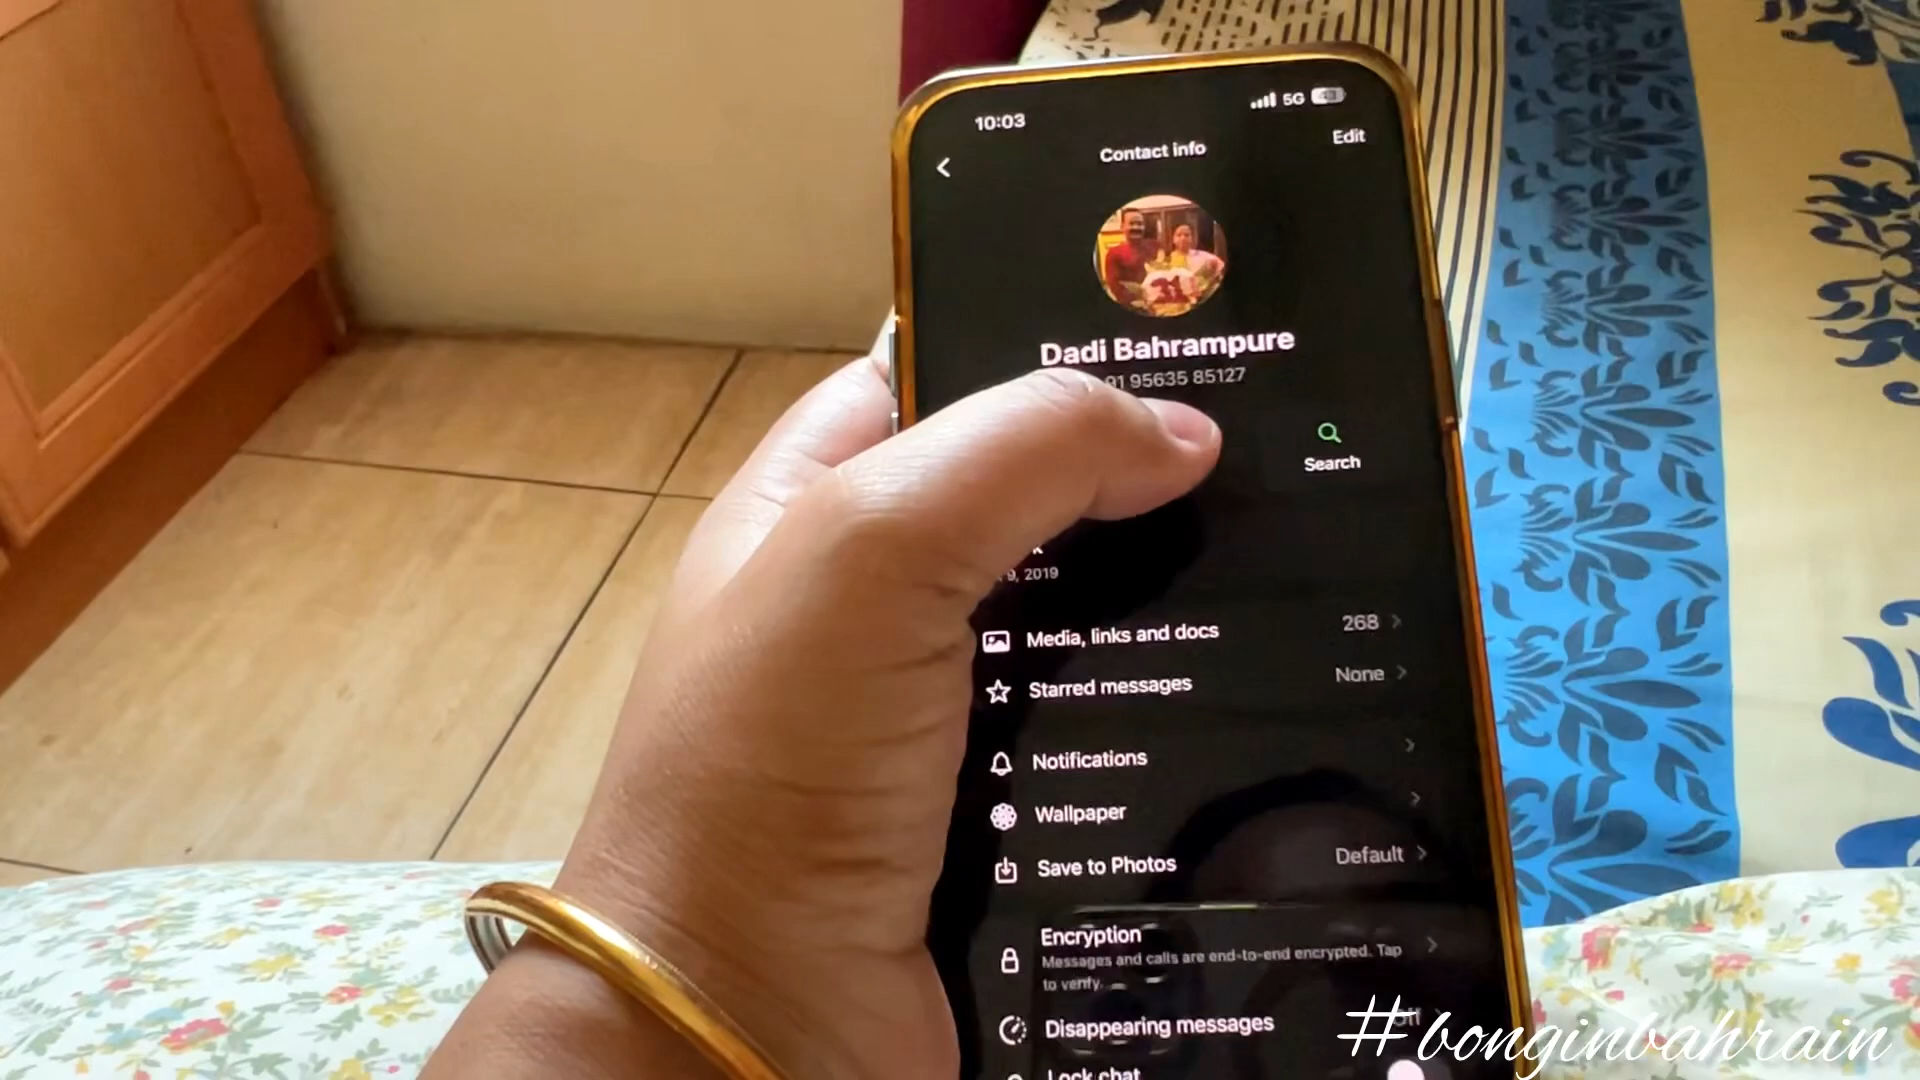 10:03
5G
Edit
Contact info
31
Dadi Bahrampure
91 95635 85127
Search
9, 2019
Media, links and docs 268
Starred messages None
Notifications
Wallpaper
Save to Photos Default
Encryption
Messages and calls are end-to-end encrypted. Tap
to verify.
Disappearing messages Off
Lock chat
#bonginbahrain